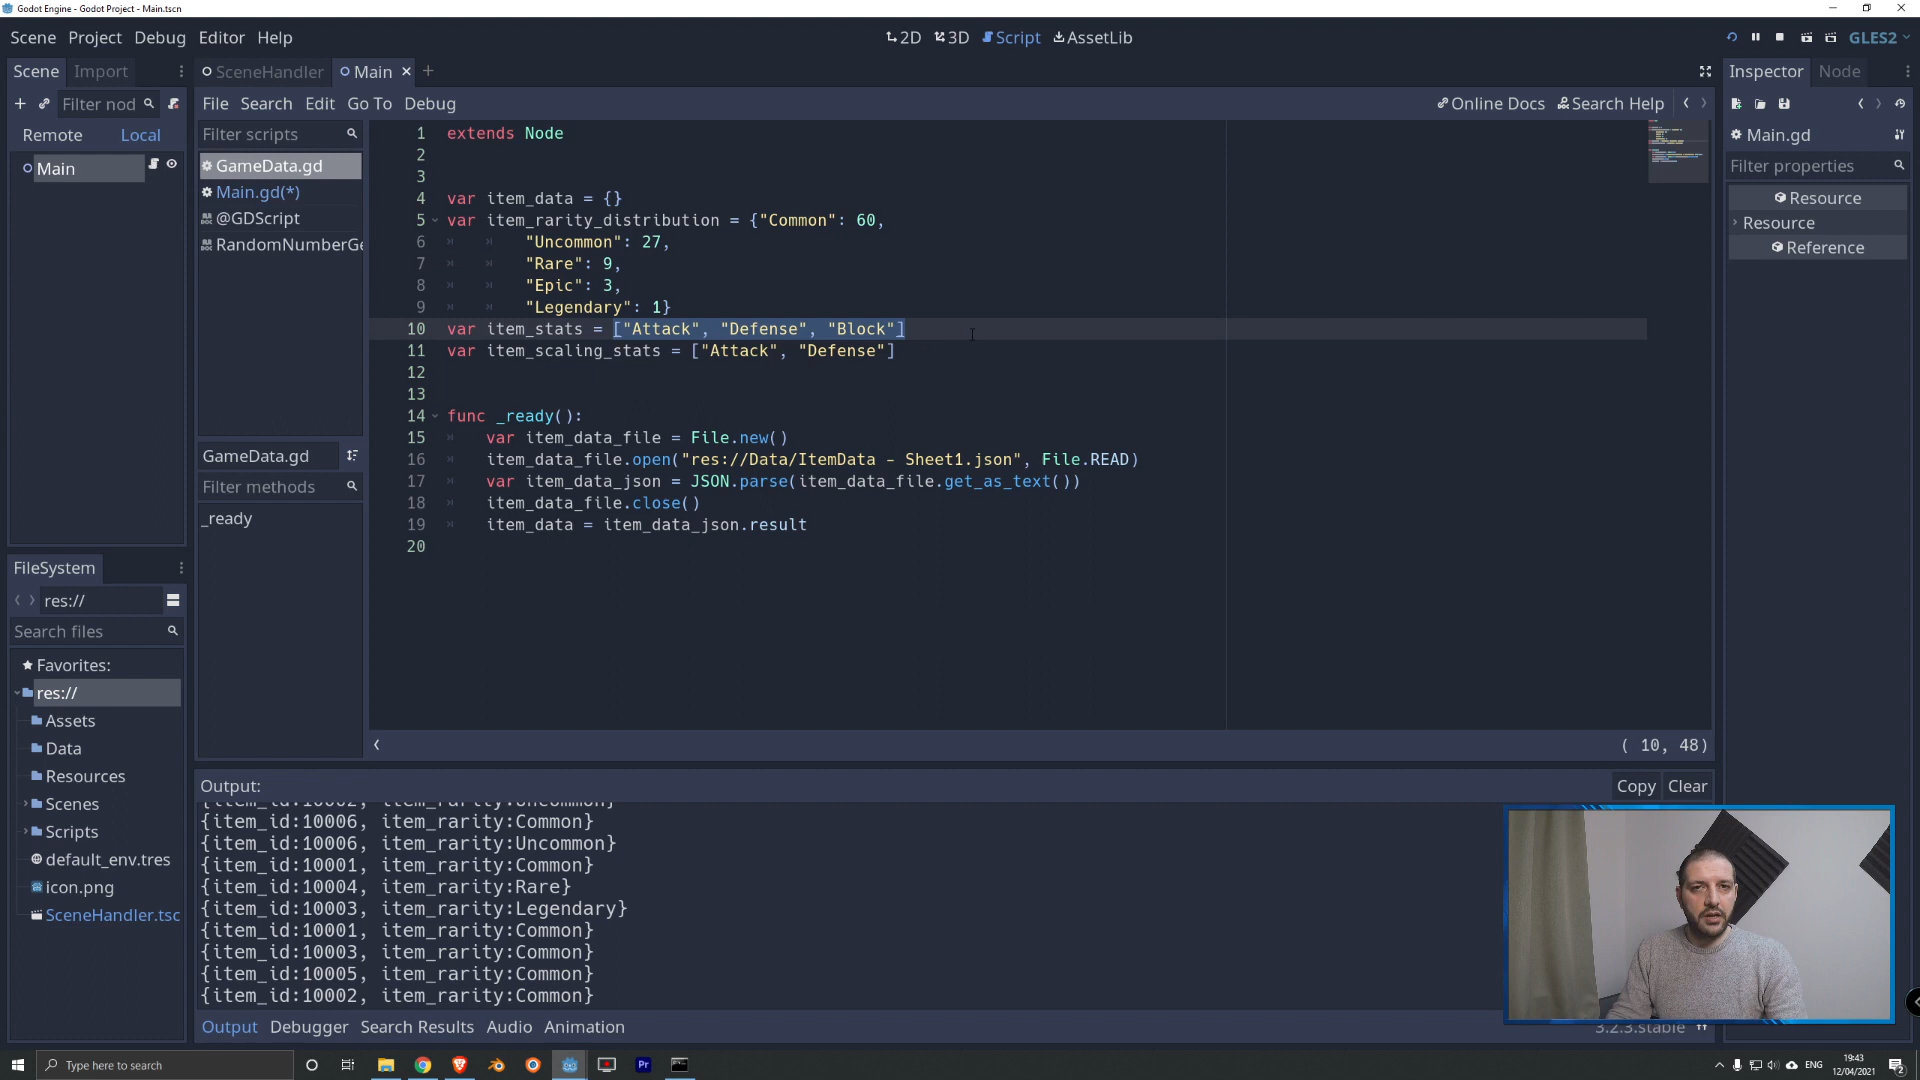 Godot Engine - Godot Project - Main.tscn
Scene Project Debug Editor Help
2D 3D Script AssetLib
GLES2
Scene Import
SceneHandler Main
Inspector Node
Filter nod
File Search Edit Go To Debug
Online Docs Search Help
Remote Local
Filter scripts
Main.gd
Main
GameData.gd
Main.gd(*)
@GDScript
RandomNumberGe
Filter properties
Resource
Resource
Reference
1 extends Node
2
3
4 var item_data = {}
5 var item_rarity_distribution = {"Common": 60,
6 "Uncommon": 27,
7 "Rare": 9,
8 "Epic": 3,
9 "Legendary": 1}
10 var item_stats = ["Attack", "Defense", "Block"]
11 var item_scaling_stats = ["Attack", "Defense"]
12
13
14 func _ready():
15 var item_data_file = File.new()
16 item_data_file.open("res://Data/ItemData - Sheet1.json", File.READ)
17 var item_data_json = JSON.parse(item_data_file.get_as_text())
18 item_data_file.close()
19 item_data = item_data_json.result
20
GameData.gd
Filter methods
_ready
( 10, 48)
FileSystem
res://
Search files
Favorites:
res://
Assets
Data
Resources
Scenes
Scripts
default_env.tres
icon.png
SceneHandler.tsc
Output:
Copy Clear
{item_id:10002, item_rarity:Uncommon}
{item_id:10006, item_rarity:Common}
{item_id:10006, item_rarity:Uncommon}
{item_id:10001, item_rarity:Common}
{item_id:10004, item_rarity:Rare}
{item_id:10003, item_rarity:Legendary}
{item_id:10001, item_rarity:Common}
{item_id:10003, item_rarity:Common}
{item_id:10005, item_rarity:Common}
{item_id:10002, item_rarity:Common}
Output Debugger Search Results Audio Animation
3.2.3.stable
Type here to search
Pr
ENG
19:43
12/04/2021
2